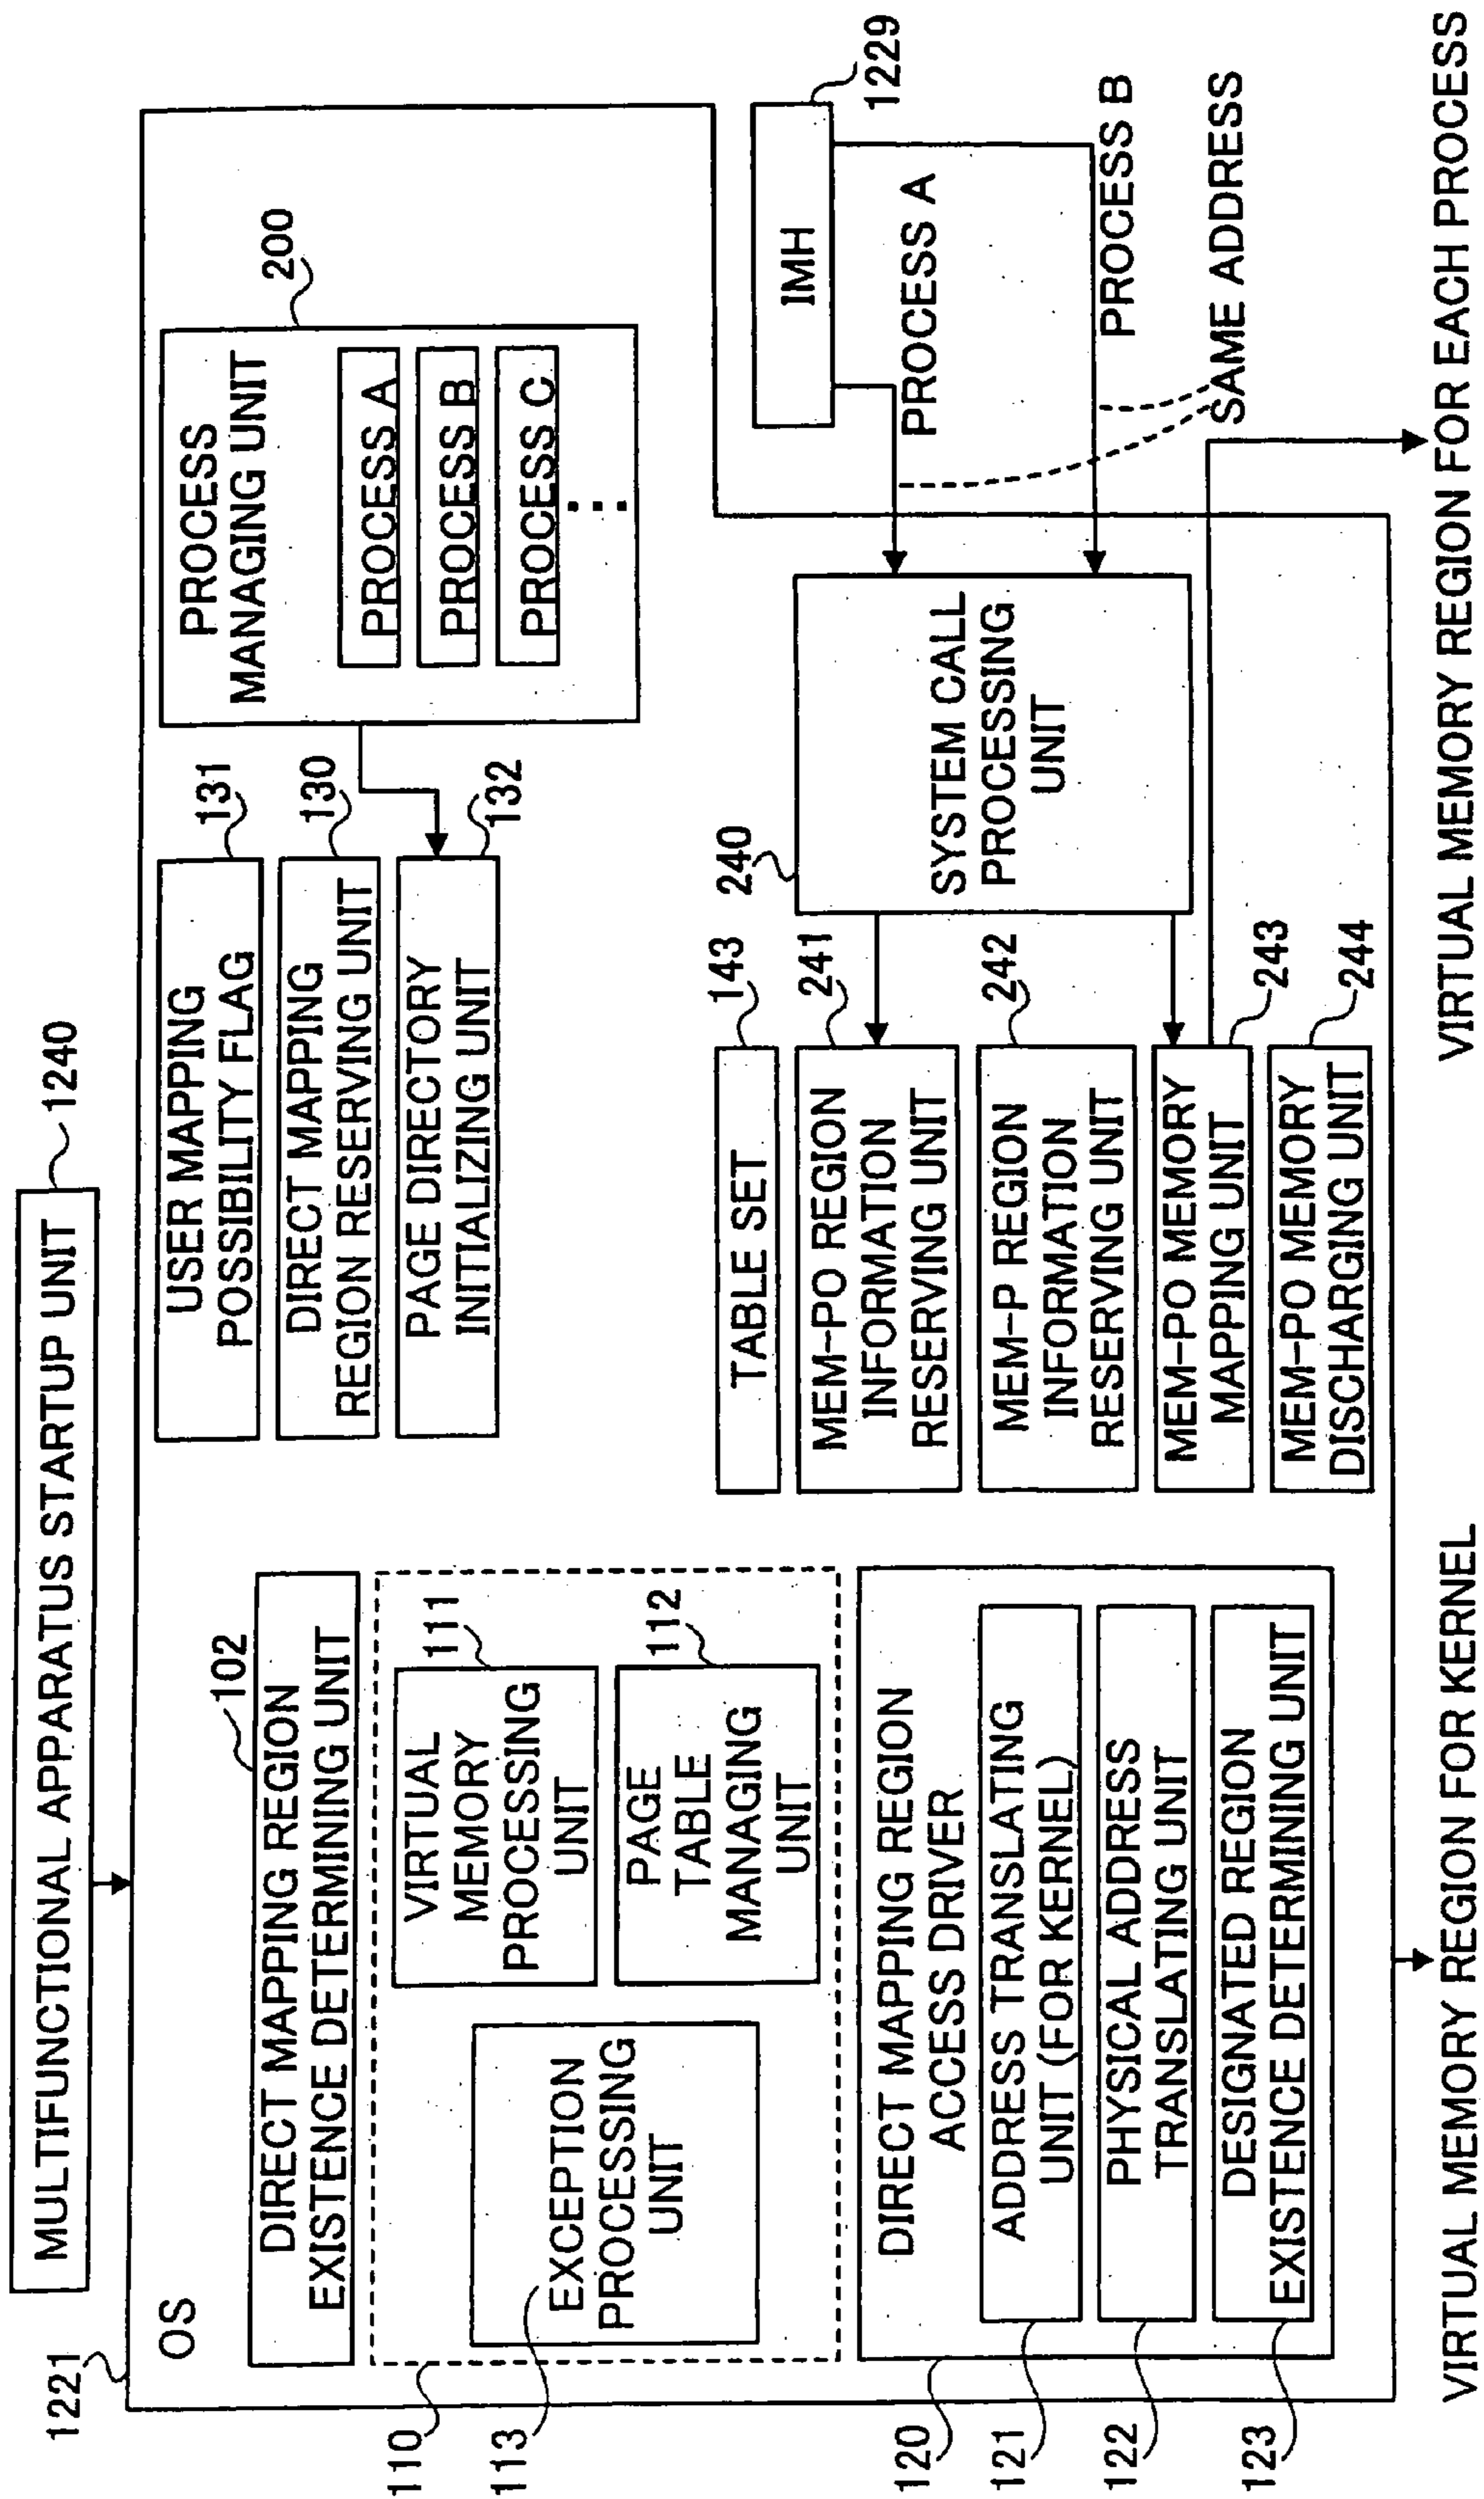 MULTIFUNCTIONAL APPARATUS STARTUP UNIT
1240
1221
OS
102
DIRECT MAPPING REGION
EXISTENCE DETERMINING UNIT
110
113
EXCEPTION
PROCESSING
UNIT
111
VIRTUAL
MEMORY
PROCESSING
UNIT
112
PAGE
TABLE
MANAGING
UNIT
120
DIRECT MAPPING REGION
ACCESS DRIVER
121
ADDRESS TRANSLATING
UNIT (FOR KERNEL)
122
PHYSICAL ADDRESS
TRANSLATING UNIT
123
DESIGNATED REGION
EXISTENCE DETERMINING UNIT
USER MAPPING
POSSIBILITY FLAG
131
DIRECT MAPPING
REGION RESERVING UNIT
130
PAGE DIRECTORY
INITIALIZING UNIT
132
PROCESS
MANAGING UNIT
200
PROCESS A
PROCESS B
PROCESS C
TABLE SET
143
MEM-PO REGION
INFORMATION
RESERVING UNIT
241
MEM-P REGION
INFORMATION
RESERVING UNIT
242
MEM-PO MEMORY
MAPPING UNIT
243
MEM-PO MEMORY
DISCHARGING UNIT
244
240
SYSTEM CALL
PROCESSING
UNIT
IMH
1229
PROCESS A
PROCESS B
SAME ADDRESS
VIRTUAL MEMORY REGION FOR KERNEL
VIRTUAL MEMORY REGION FOR EACH PROCESS